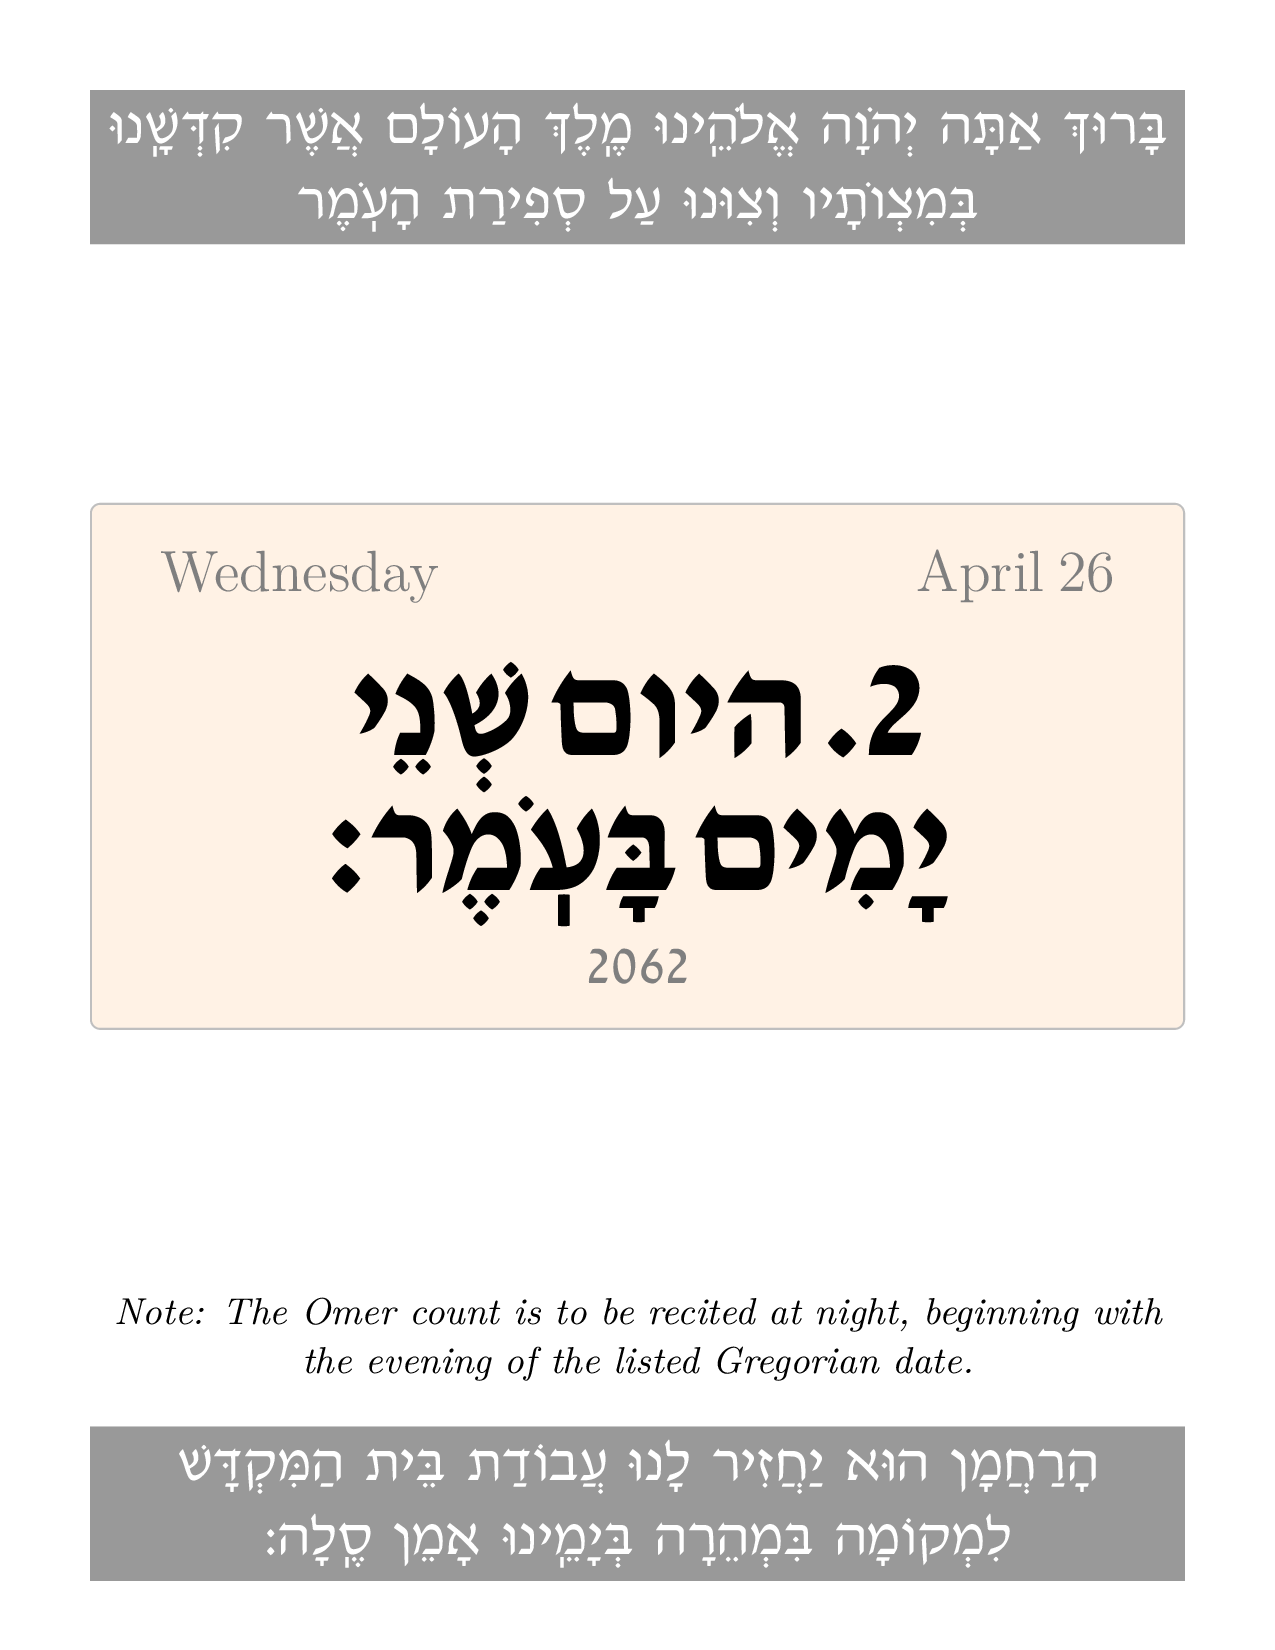 בָּרוּךְ אַתָּה יְהֹוָה אֱלֹהֵֽינוּ מֶֽלֶךְ הָעוֹלָם אֲשֶׁר קִדְּשָֽׁנוּ
בְּמִצְוֹתָיו וְצִוּנוּ עַל סְפִירַת הָעֽוֹמֶר
Wednesday April 26
2. היום שְׁנֵי
יָמִים בָּעֽוֹמֶר:
2062
Note: The Omer count is to be recited at night, beginning with
the evening of the listed Gregorian date.
הָרַחֲמָן הוּא יַחֲזִיר לָנוּ עֲבוֹדַת בֵּית הַמִּקְדָּשׁ
לִמְקוֹמָה בִּמְהֵרָה בְּיָמֵֽינוּ אָמֵן סֶֽלָה: